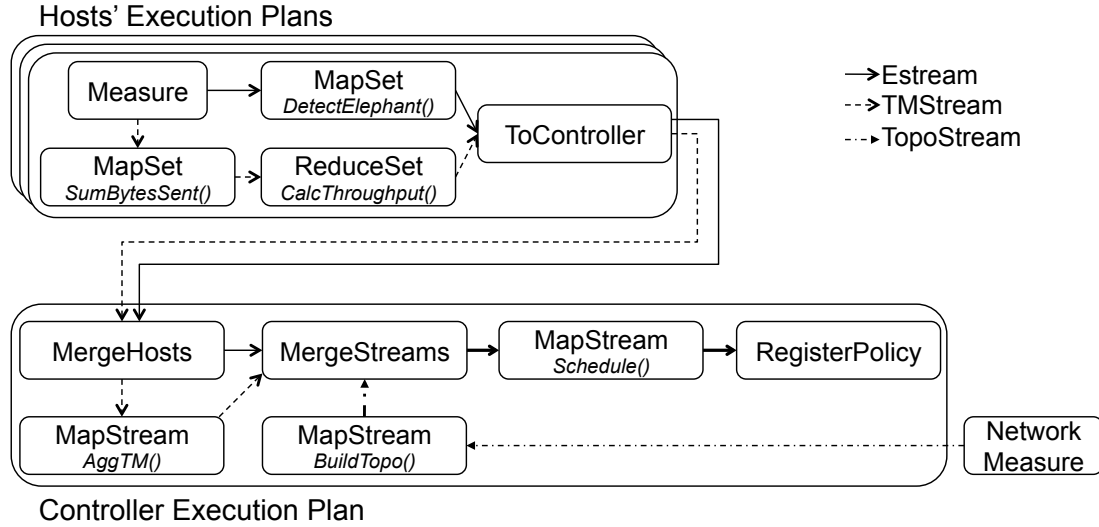 Hosts' Execution Plans
Measure
MapSet
DetectElephant()
ToController
MapSet
SumBytesSent()
ReduceSet
CalcThroughput()
Estream
TMStream
TopoStream
MergeHosts
MergeStreams
MapStream
Schedule()
RegisterPolicy
MapStream
AggTM()
MapStream
BuildTopo()
Network
Measure
Controller Execution Plan